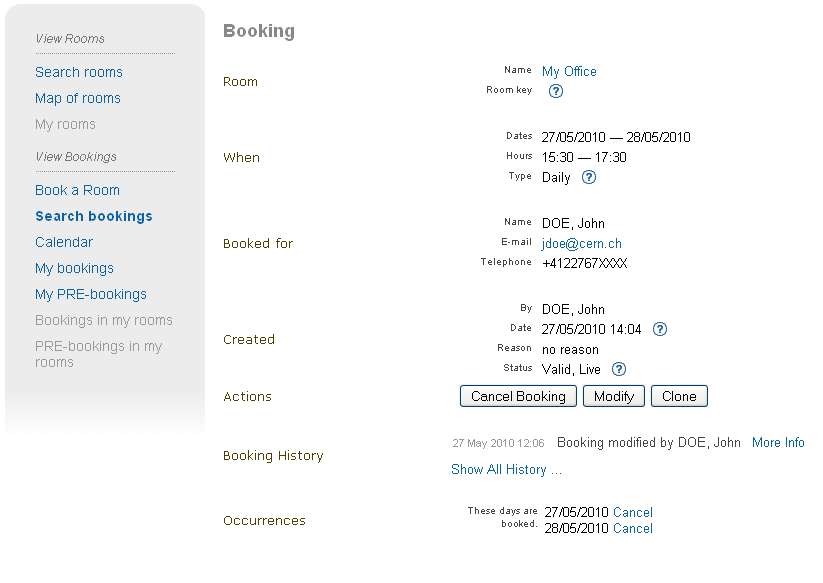 View Rooms
Search rooms
Map of rooms
My rooms
View Bookings
Book a Room
Search bookings
Calendar
My bookings
My PRE-bookings
Bookings in my rooms
PRE-bookings in my
rooms
Booking
Room
Name My Office
Room key ?
When
Dates 27/05/2010 — 28/05/2010
Hours 15:30 — 17:30
Type Daily ?
Booked for
Name DOE, John
E-mail jdoe@cern.ch
Telephone +4122767XXXX
Created
By DOE, John
Date 27/05/2010 14:04 ?
Reason no reason
Status Valid, Live ?
Actions Cancel Booking Modify Clone
Booking History
27 May 2010 12:06 Booking modified by DOE, John More Info
Show All History ...
Occurrences
These days are
booked.
27/05/2010 Cancel
28/05/2010 Cancel